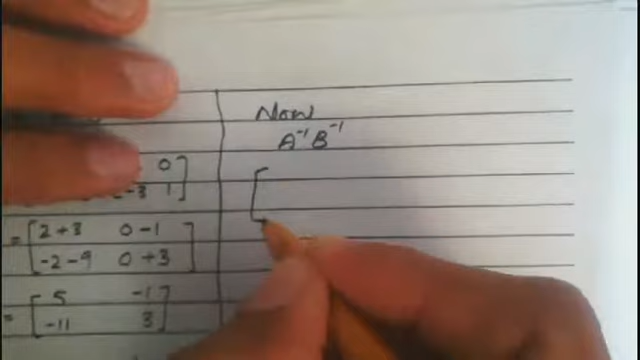 0]
-3 1]
= [2+3 0-1]
[-2-9 0+3]
= [5 -1]
[-11 3]
Now
A⁻¹B⁻¹
[